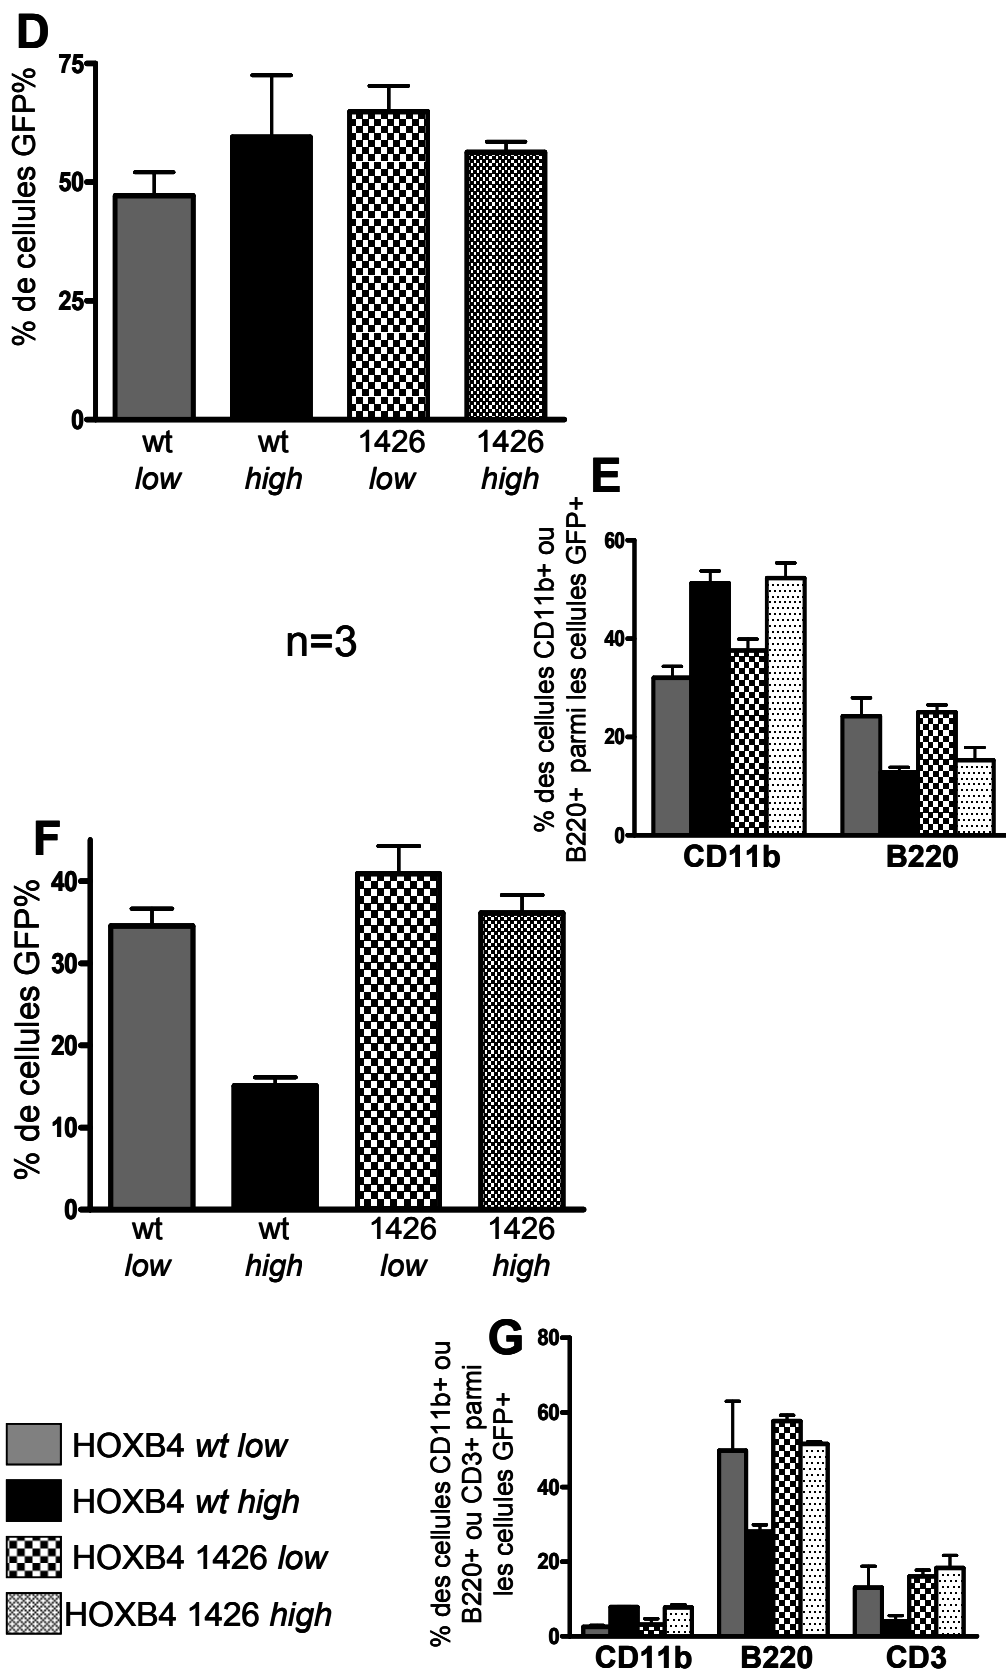 D
% de cellules GFP%
75
50
25
0
wt wt 1426 1426
low high low high
E
% des cellules CD11b+ ou
B220+ parmi les cellules GFP+
60
40
20
0
CD11b B220
n=3
F
% de cellules GFP%
40
30
20
10
0
wt wt 1426 1426
low high low high
G
% des cellules CD11b+ ou
B220+ ou CD3+ parmi
les cellules GFP+
80
60
40
20
0
CD11b B220 CD3
HOXB4 wt low
HOXB4 wt high
HOXB4 1426 low
HOXB4 1426 high